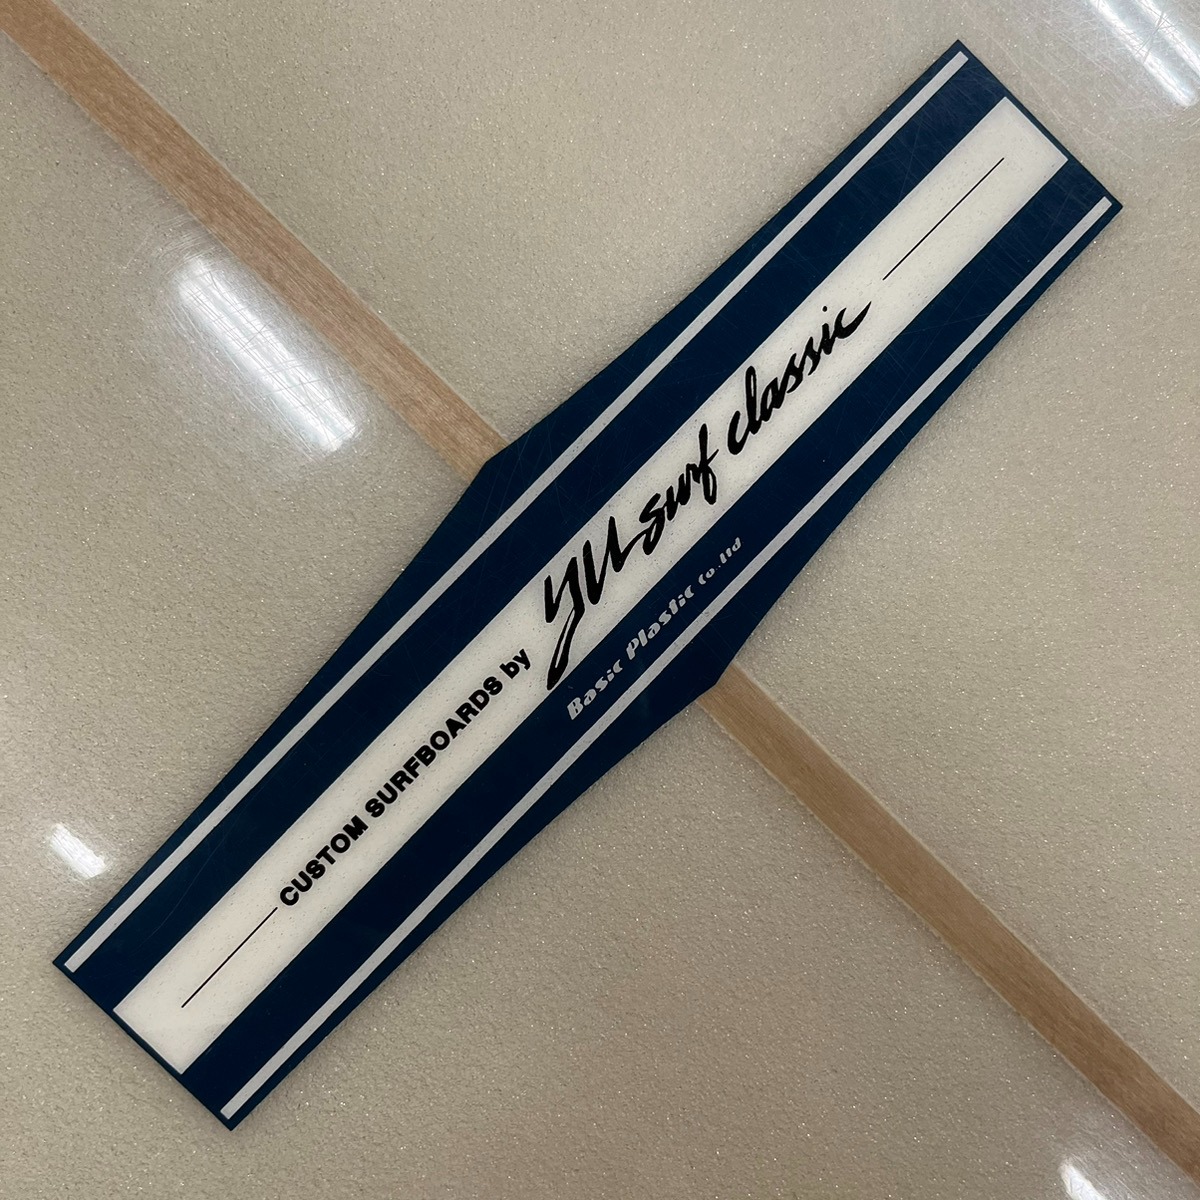 CUSTOM SURFBOARDS by YU surf classic
Basic Plastic Co.,ltd